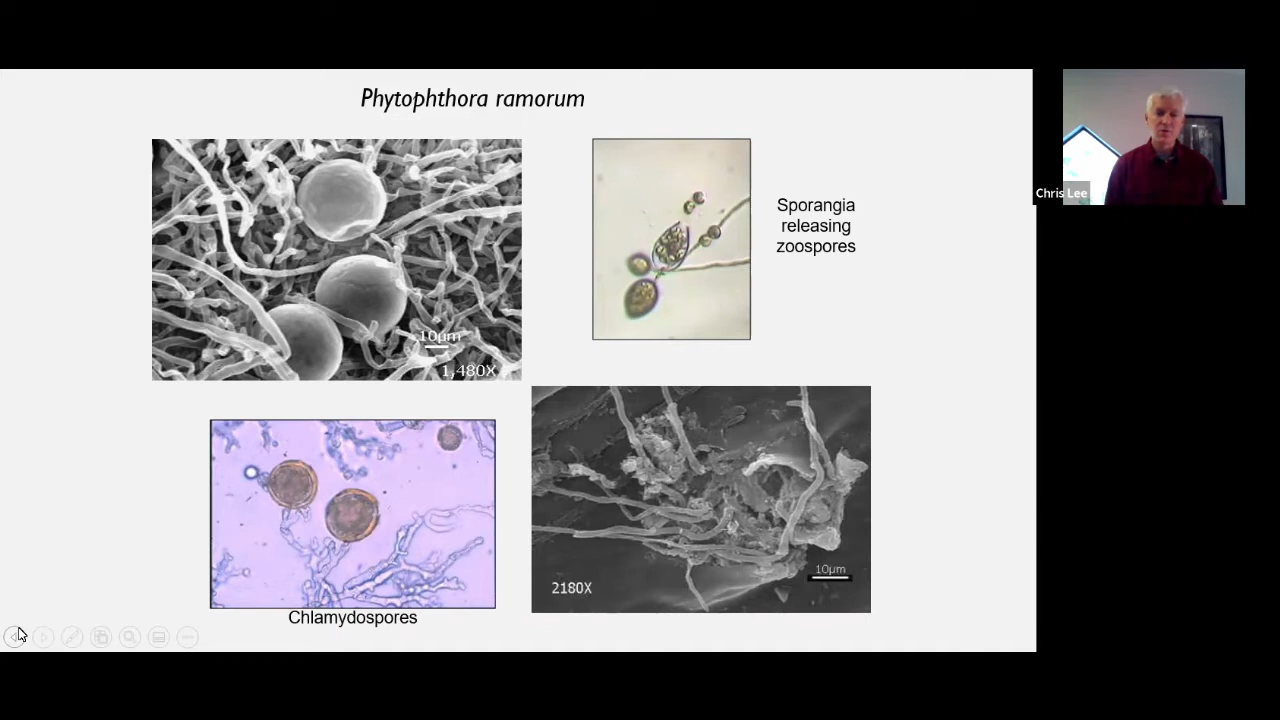 Phytophthora ramorum
10µm
1,480X
Sporangia
releasing
zoospores
Chris Lee
Chlamydospores
2180X
10µm